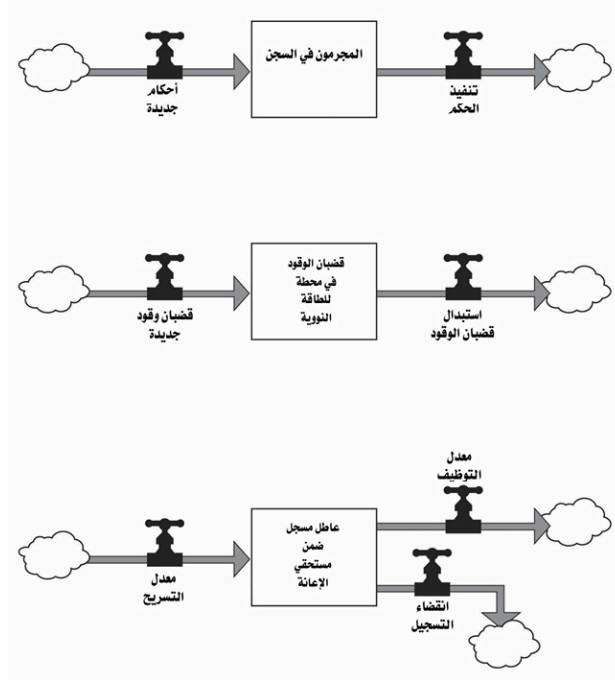 المجرمون في السجن
أحكام
جديدة
تنفيذ
الحكم
قضبان الوقود
في محطة
للطاقة
النووية
قضبان وقود
جديدة
استبدال
قضبان الوقود
معدل
التوظيف
عاطل مسجل
ضمن
مستحقي
الإعانة
معدل
التسريح
انقضاء
التسجيل